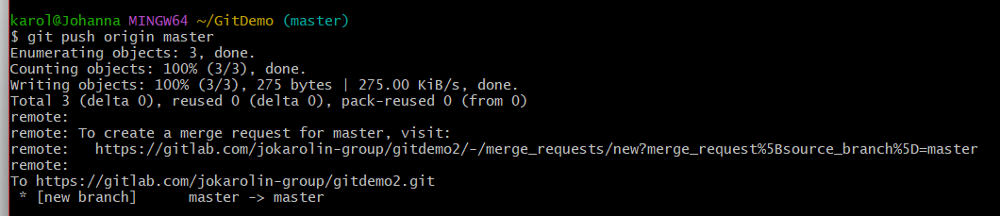 karol@Johanna MINGW64 ~/GitDemo (master)
$ git push origin master
Enumerating objects: 3, done.
Counting objects: 100% (3/3), done.
Writing objects: 100% (3/3), 275 bytes | 275.00 KiB/s, done.
Total 3 (delta 0), reused 0 (delta 0), pack-reused 0 (from 0)
remote:
remote: To create a merge request for master, visit:
remote:   https://gitlab.com/jokarolin-group/gitdemo2/-/merge_requests/new?merge_request%5Bsource_branch%5D=master
remote:
To https://gitlab.com/jokarolin-group/gitdemo2.git
 * [new branch]      master -> master